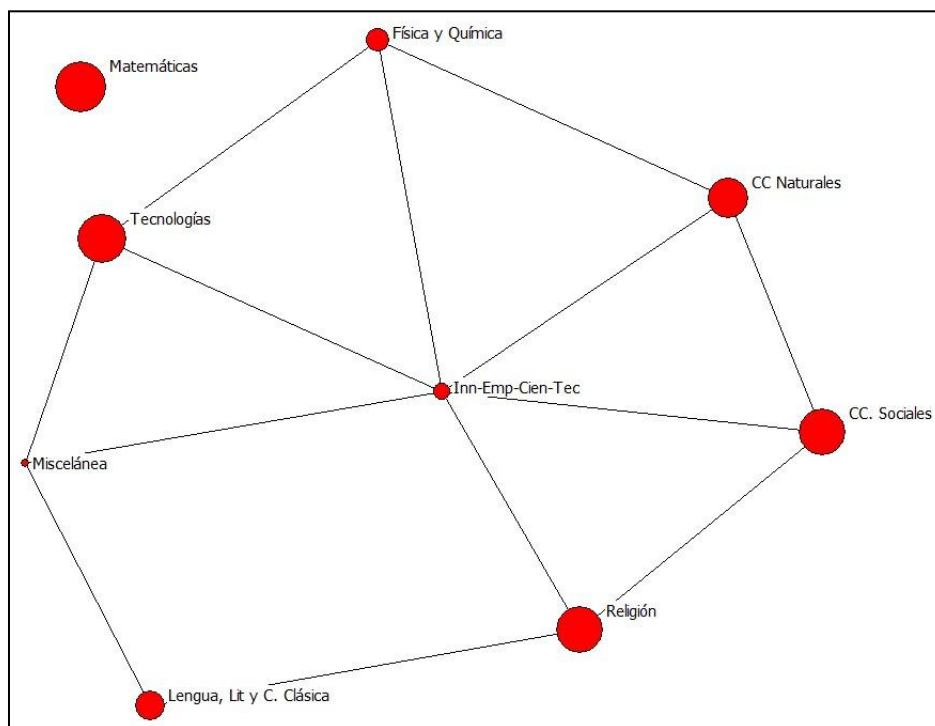 Física y Química
Matemáticas
CC Naturales
Tecnologías
Inn-Emp-Cien-Tec
CC. Sociales
Miscelánea
Religión
Lengua, Lit y C. Clásica